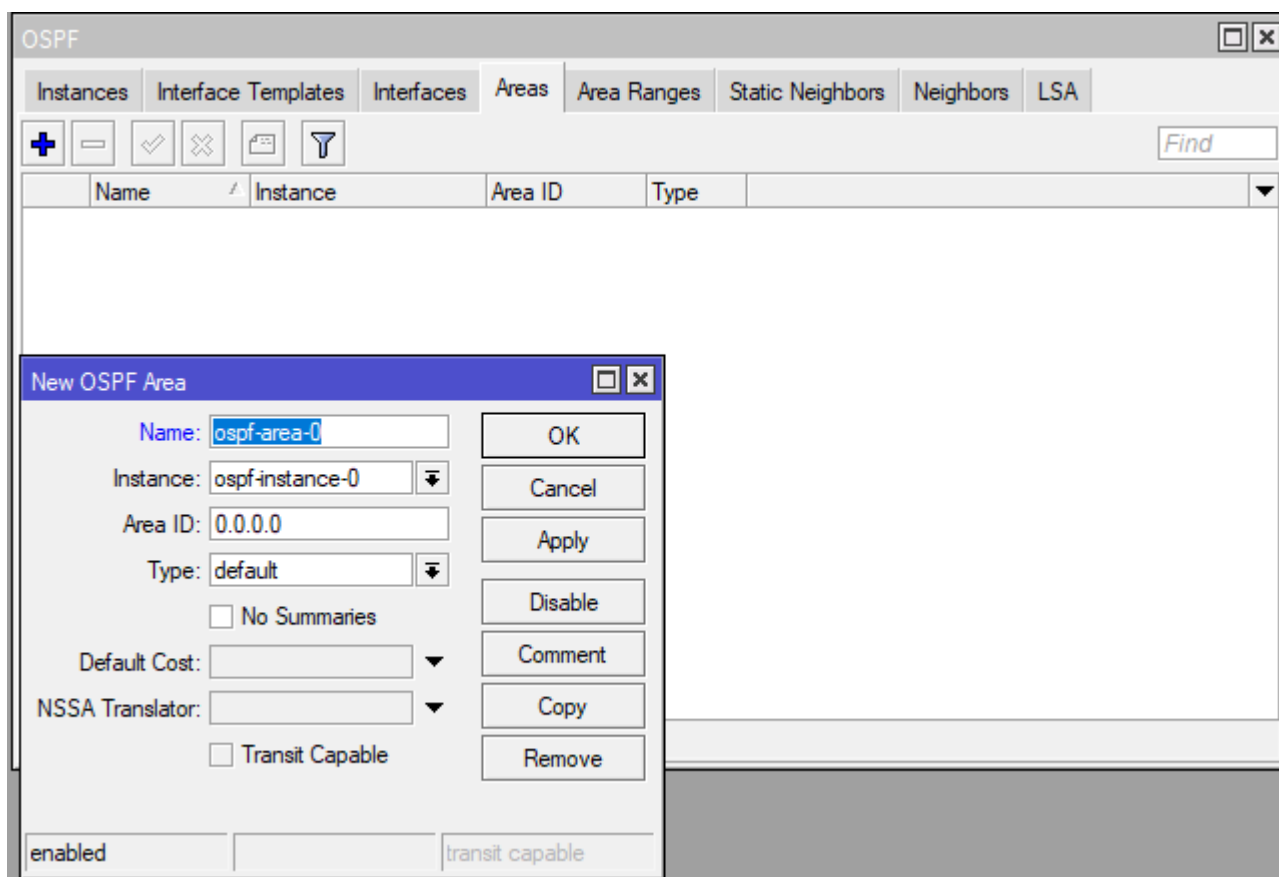 OSPF
Instances Interface Templates Interfaces Areas Area Ranges Static Neighbors Neighbors LSA
Find
Name Instance Area ID Type
New OSPF Area
Name: ospf-area-0 OK
Instance: ospf-instance-0 Cancel
Area ID: 0.0.0.0 Apply
Type: default
Disable
No Summaries
Default Cost: Comment
NSSA Translator: Copy
Transit Capable Remove
enabled transit capable